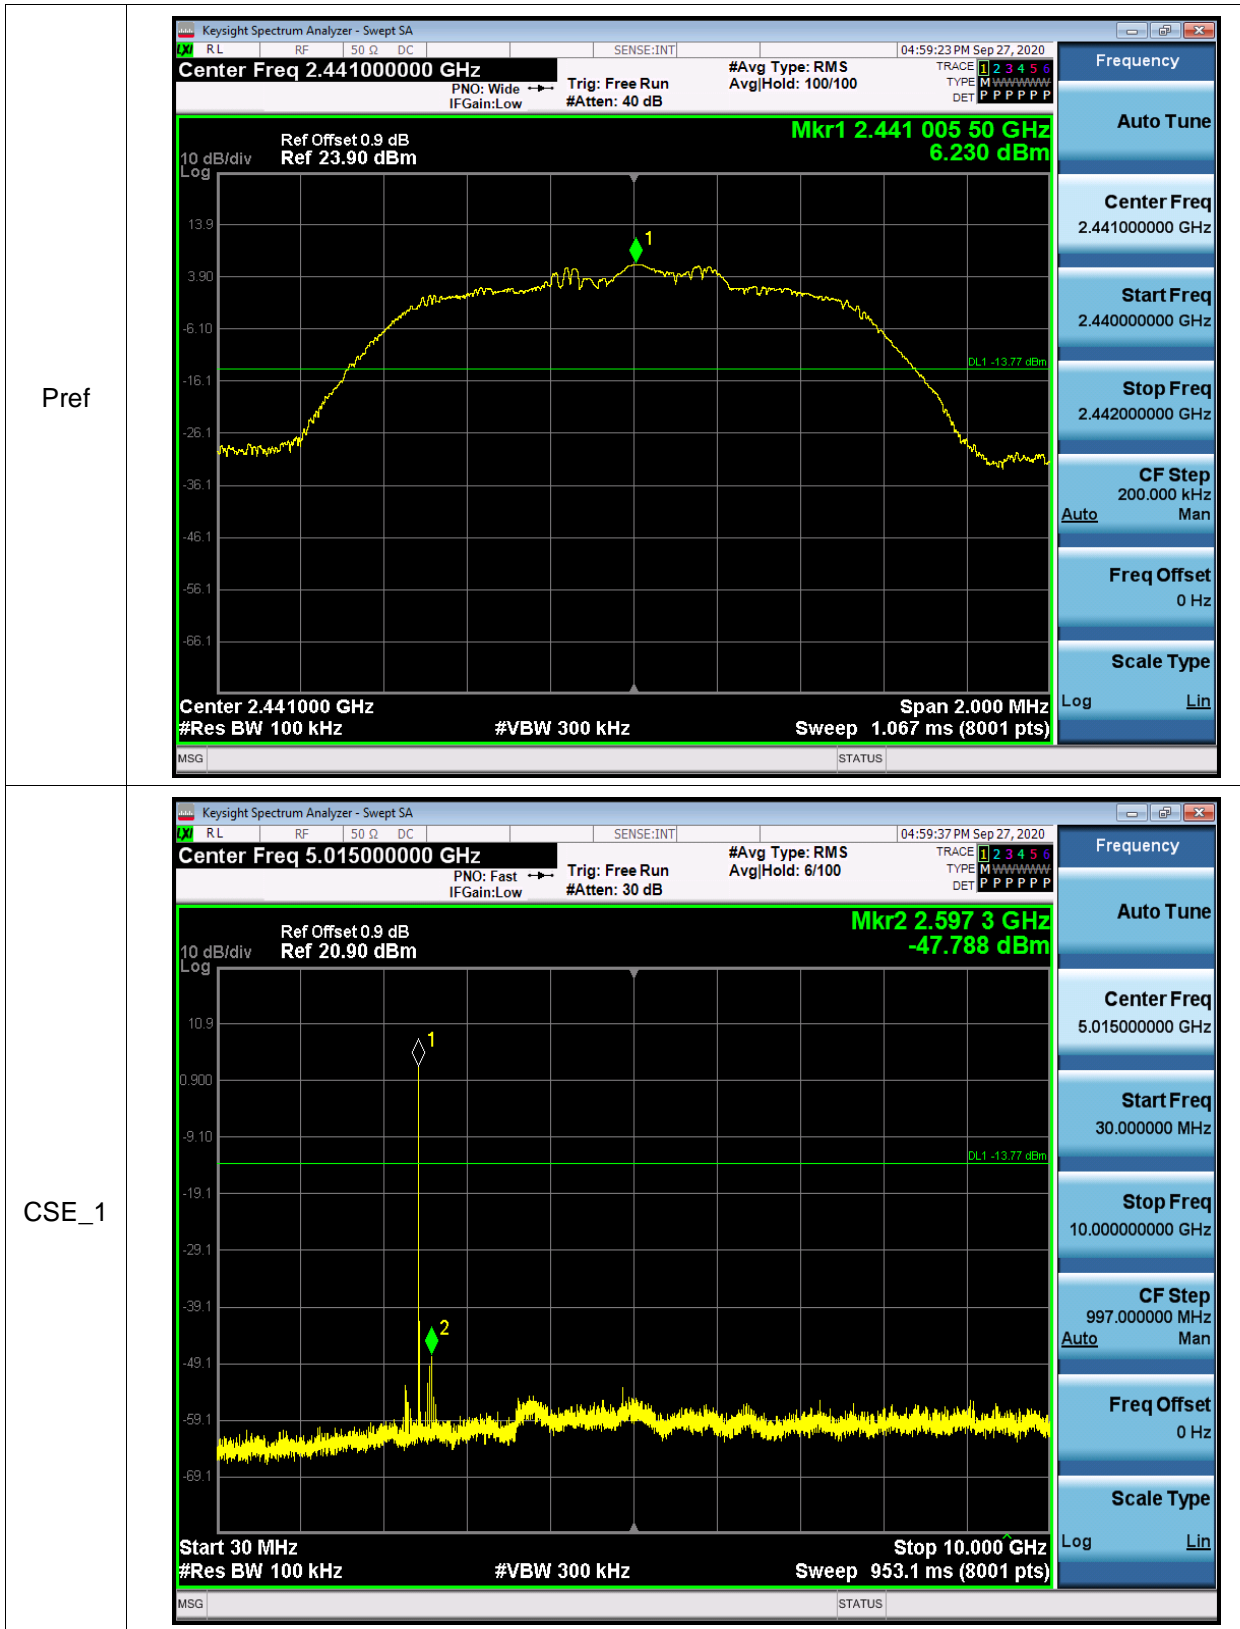 Pref
Keysight Spectrum Analyzer - Swept SA
LXI RL RF 50 Ω DC SENSE:INT 04:59:23 PM Sep 27, 2020
Center Freq 2.441000000 GHz #Avg Type: RMS TRACE 1 2 3 4 5 6
PNO: Wide Trig: Free Run Avg|Hold: 100/100 TYPE M W W W W W
IFGain:Low #Atten: 40 dB DET P P P P P P
Mkr1 2.441 005 50 GHz
6.230 dBm
Ref Offset 0.9 dB
10 dB/div Ref 23.90 dBm
Log
13.9
3.90
-6.10
-16.1
-26.1
-36.1
-46.1
-56.1
-66.1
1
DL1 -13.77 dBm
Center 2.441000 GHz Span 2.000 MHz
#Res BW 100 kHz #VBW 300 kHz Sweep 1.067 ms (8001 pts)
MSG STATUS
Frequency
Auto Tune
Center Freq
2.441000000 GHz
Start Freq
2.440000000 GHz
Stop Freq
2.442000000 GHz
CF Step
200.000 kHz
Auto Man
Freq Offset
0 Hz
Scale Type
Log Lin
CSE_1
Keysight Spectrum Analyzer - Swept SA
LXI RL RF 50 Ω DC SENSE:INT 04:59:37 PM Sep 27, 2020
Center Freq 5.015000000 GHz #Avg Type: RMS TRACE 1 2 3 4 5 6
PNO: Fast Trig: Free Run Avg|Hold: 6/100 TYPE M W W W W W
IFGain:Low #Atten: 30 dB DET P P P P P P
Mkr2 2.597 3 GHz
-47.788 dBm
Ref Offset 0.9 dB
10 dB/div Ref 20.90 dBm
Log
10.9
0.900
-9.10
-19.1
-29.1
-39.1
-49.1
-59.1
-69.1
1
2
DL1 -13.77 dBm
Start 30 MHz Stop 10.000 GHz
#Res BW 100 kHz #VBW 300 kHz Sweep 953.1 ms (8001 pts)
MSG STATUS
Frequency
Auto Tune
Center Freq
5.015000000 GHz
Start Freq
30.000000 MHz
Stop Freq
10.000000000 GHz
CF Step
997.000000 MHz
Auto Man
Freq Offset
0 Hz
Scale Type
Log Lin